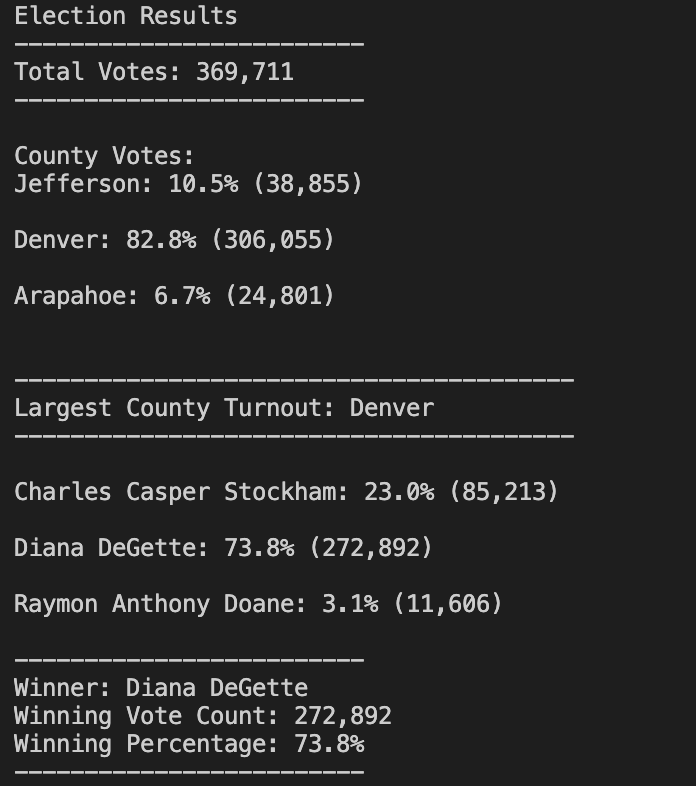 Election Results
-------------------------
Total Votes: 369,711
-------------------------
County Votes:
Jefferson: 10.5% (38,855)
Denver: 82.8% (306,055)
Arapahoe: 6.7% (24,801)
----------------------------------------
Largest County Turnout: Denver
----------------------------------------
Charles Casper Stockham: 23.0% (85,213)
Diana DeGette: 73.8% (272,892)
Raymon Anthony Doane: 3.1% (11,606)
-------------------------
Winner: Diana DeGette
Winning Vote Count: 272,892
Winning Percentage: 73.8%
-------------------------